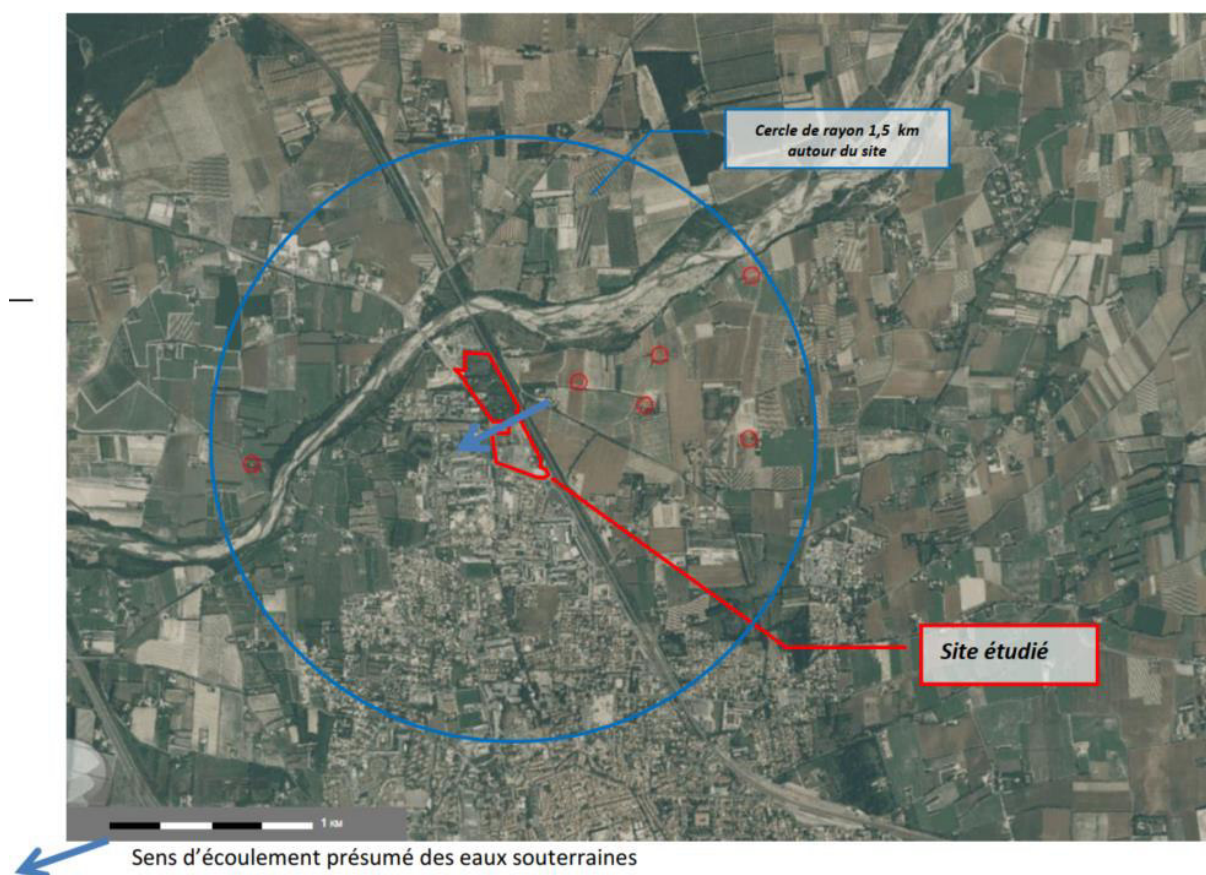 Cercle de rayon 1,5 km
autour du site
Site étudié
1 KM
Sens d'écoulement présumé des eaux souterraines